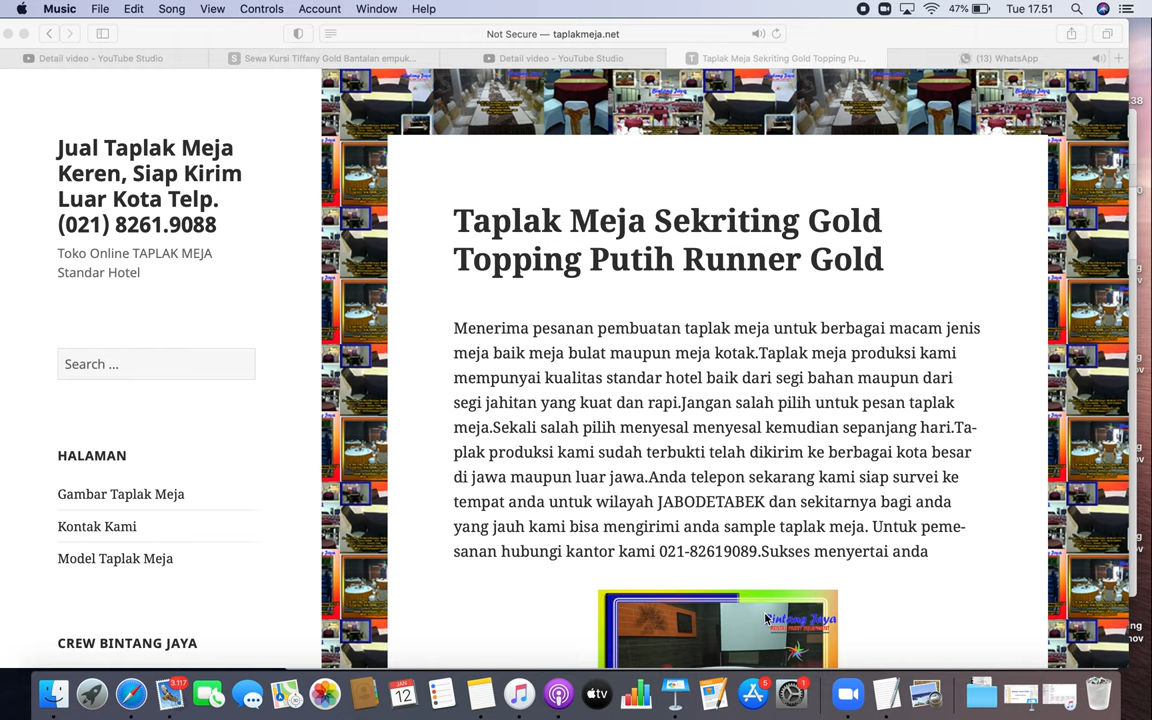 Music File Edit Song View Controls Account Window Help 47% Tue 17.51
Not Secure — taplakmeja.net
Detail video - YouTube Studio
Sewa Kursi Tiffany Gold Bantalan empuk...
Detail video - YouTube Studio
Taplak Meja Sekriting Gold Topping Pu...
(13) WhatsApp
Jual Taplak Meja
Keren, Siap Kirim
Luar Kota Telp.
(021) 8261.9088
Toko Online TAPLAK MEJA
Standar Hotel
Search ...
HALAMAN
Gambar Taplak Meja
Kontak Kami
Model Taplak Meja
CREW BINTANG JAYA
Taplak Meja Sekriting Gold
Topping Putih Runner Gold
Menerima pesanan pembuatan taplak meja untuk berbagai macam jenis
meja baik meja bulat maupun meja kotak.Taplak meja produksi kami
mempunyai kualitas standar hotel baik dari segi bahan maupun dari
segi jahitan yang kuat dan rapi.Jangan salah pilih untuk pesan taplak
meja.Sekali salah pilih menyesal menyesal kemudian sepanjang hari.Ta-
plak produksi kami sudah terbukti telah dikirim ke berbagai kota besar
di jawa maupun luar jawa.Anda telepon sekarang kami siap survei ke
tempat anda untuk wilayah JABODETABEK dan sekitarnya bagi anda
yang jauh kami bisa mengirimi anda sample taplak meja. Untuk peme-
sanan hubungi kantor kami 021-82619089.Sukses menyertai anda
Bintang Jaya
3.117
JAN
12
tv
5
1